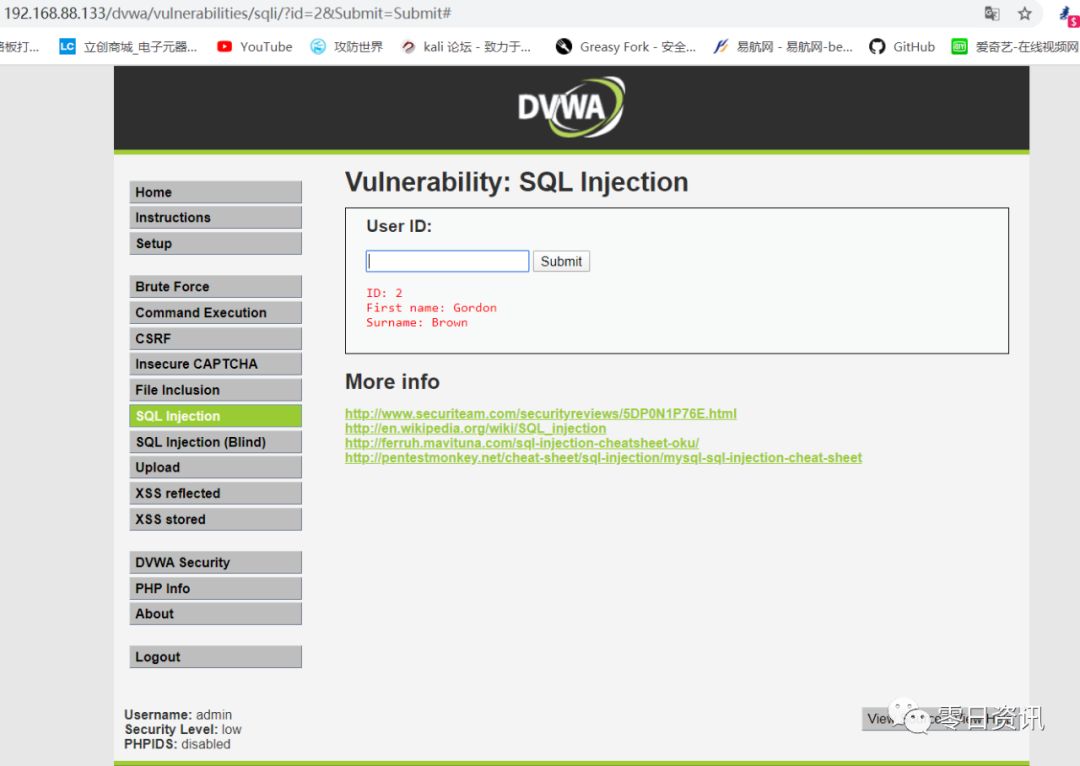 192.168.88.133/dvwa/vulnerabilities/sqli/?id=2&Submit=Submit#
板打... LC 立创商城_电子元器... YouTube 攻防世界 kali 论坛 - 致力于... Greasy Fork - 安全... 易航网 - 易航网-be... GitHub 爱奇艺-在线视频网
DVWA
Home
Instructions
Setup
Brute Force
Command Execution
CSRF
Insecure CAPTCHA
File Inclusion
SQL Injection
SQL Injection (Blind)
Upload
XSS reflected
XSS stored
DVWA Security
PHP Info
About
Logout
Vulnerability: SQL Injection
User ID:
Submit
ID: 2
First name: Gordon
Surname: Brown
More info
http://www.securiteam.com/securityreviews/5DP0N1P76E.html
http://en.wikipedia.org/wiki/SQL_injection
http://ferruh.mavituna.com/sql-injection-cheatsheet-oku/
http://pentestmonkey.net/cheat-sheet/sql-injection/mysql-sql-injection-cheat-sheet
Username: admin
Security Level: low
PHPIDS: disabled
View
零日资讯